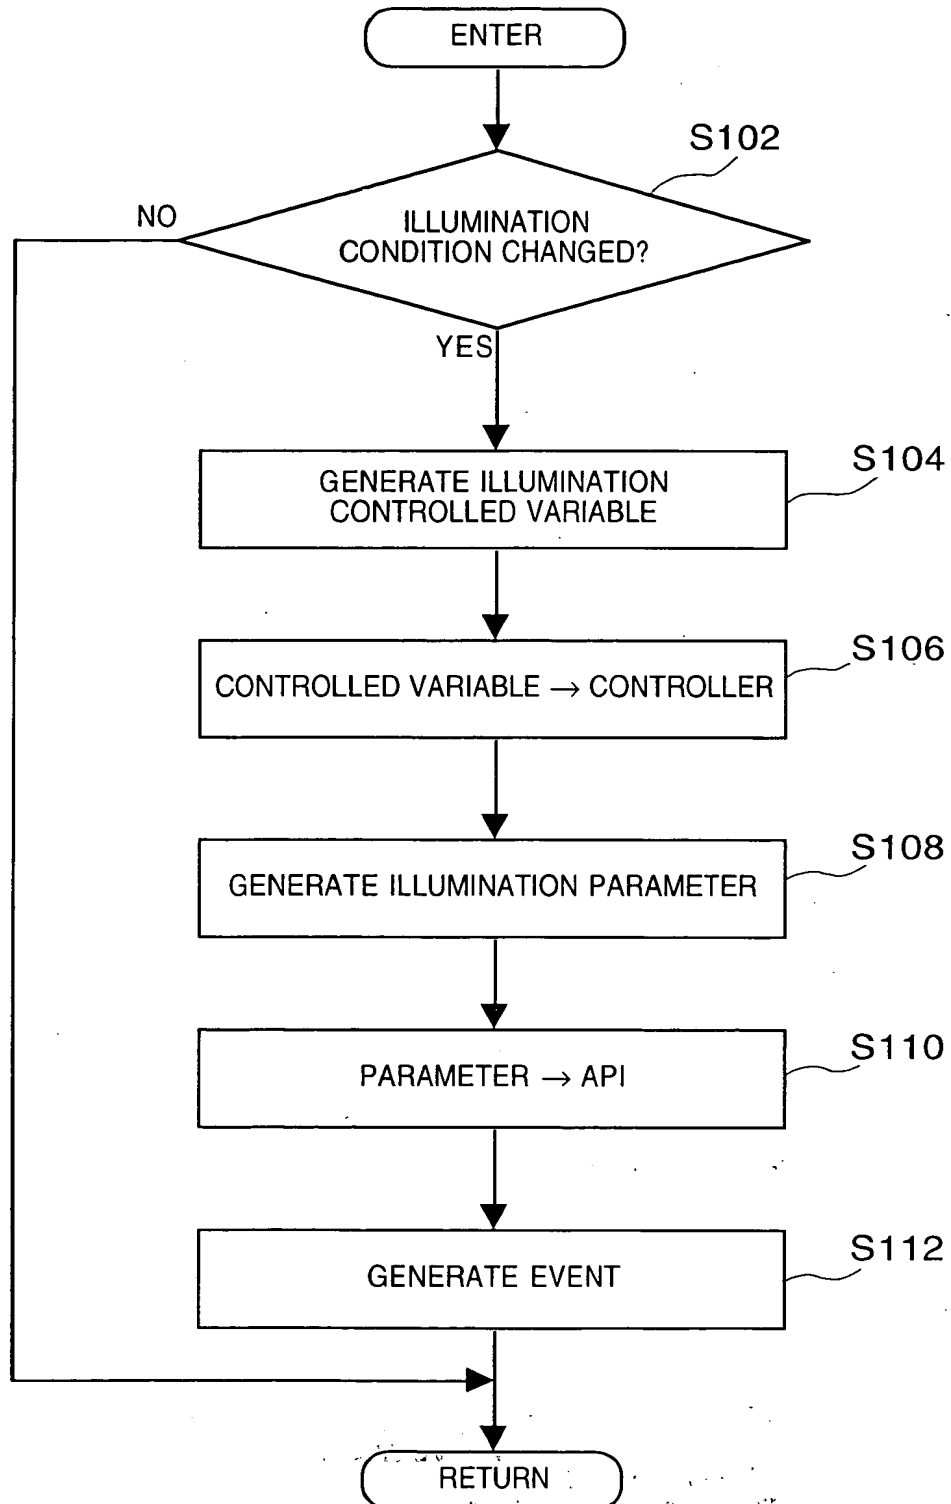 ENTER
S102
NO
ILLUMINATION
CONDITION CHANGED?
YES
S104
GENERATE ILLUMINATION
CONTROLLED VARIABLE
S106
CONTROLLED VARIABLE → CONTROLLER
S108
GENERATE ILLUMINATION PARAMETER
S110
PARAMETER → API
S112
GENERATE EVENT
RETURN